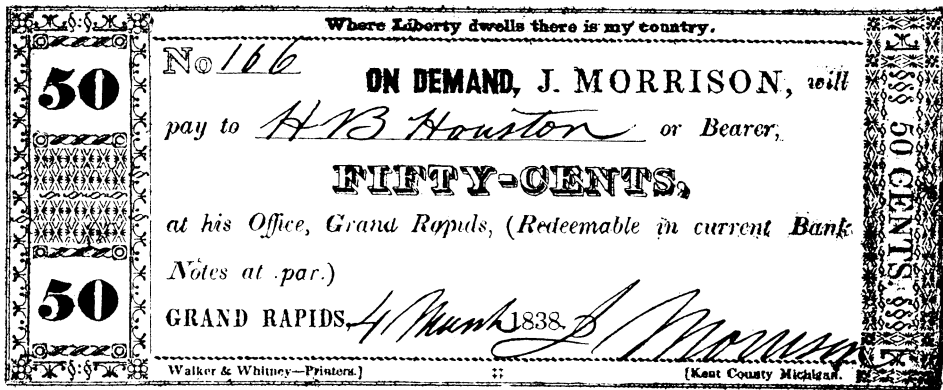 Where Liberty dwells there is my country.
50
No 166
ON DEMAND, J. MORRISON, will
pay to H B Houston or Bearer,
FIFTY-CENTS,
at his Office, Grand Rapids, (Redeemable in current Bank
Notes at par.)
50
GRAND RAPIDS, 4 March 1838. J Morrison
Walker & Whitney—Printers.]
[Kent County Michigan.
§§§ 50 CENTS. §§§§